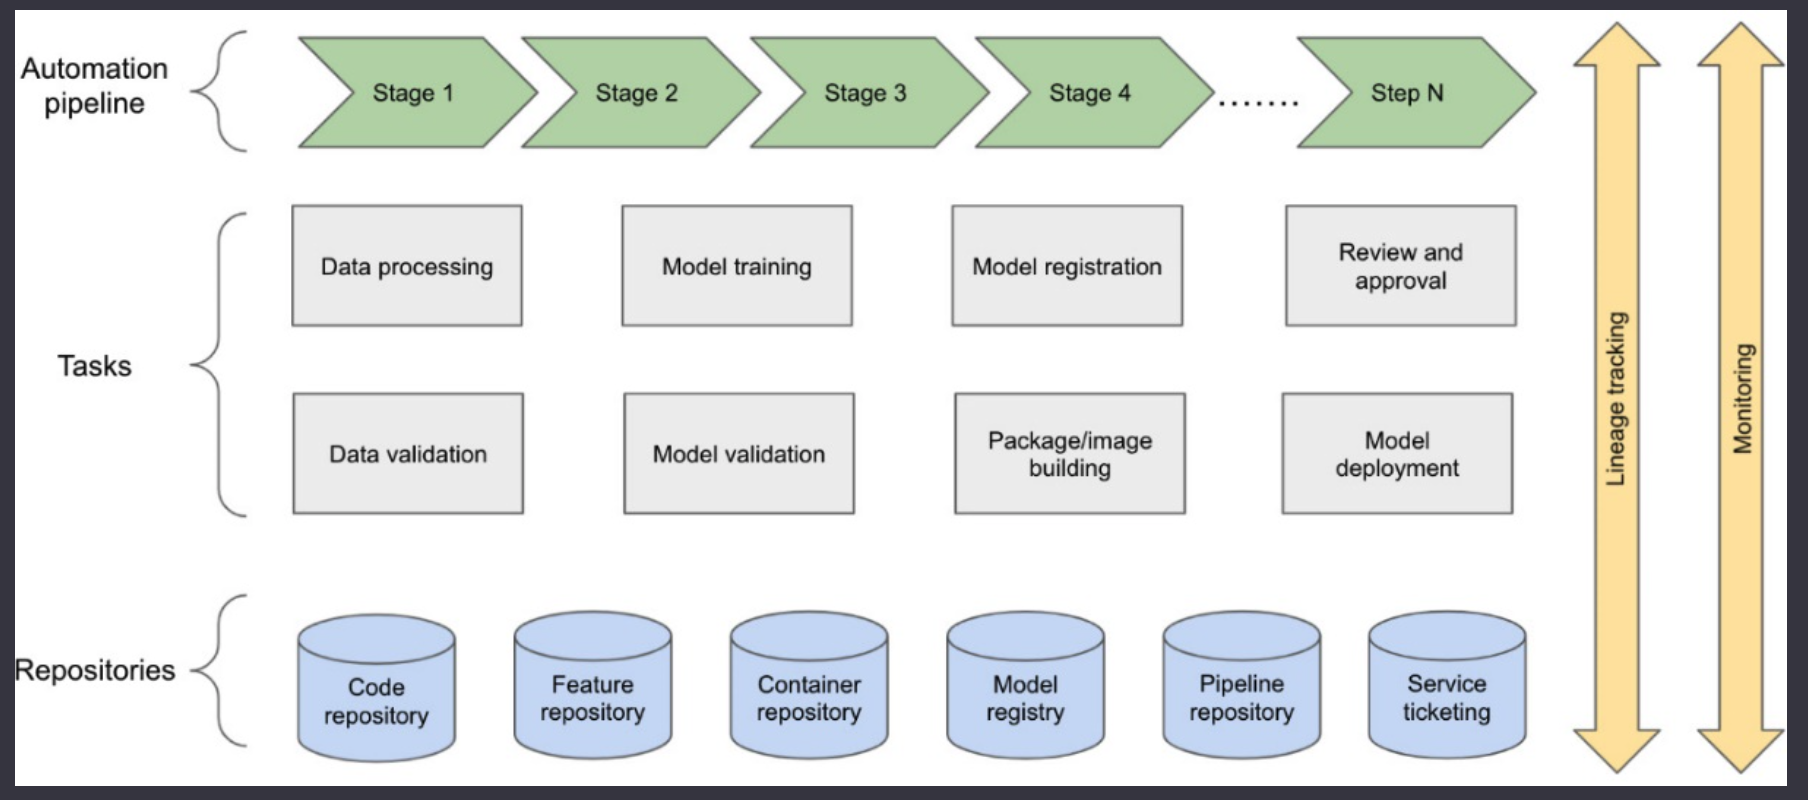 Automation
pipeline
Stage 1
Stage 2
Stage 3
Stage 4
.......
Step N
Tasks
Data processing
Model training
Model registration
Review and
approval
Data validation
Model validation
Package/image
building
Model
deployment
Repositories
Code
repository
Feature
repository
Container
repository
Model
registry
Pipeline
repository
Service
ticketing
Lineage tracking
Monitoring